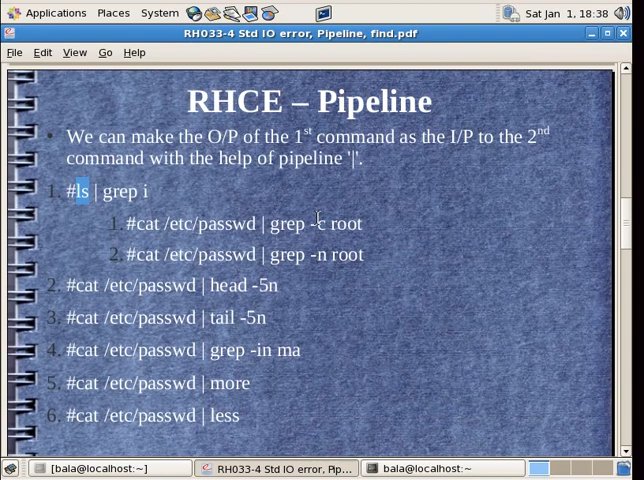 Applications Places System Sat Jan 1, 18:38
RH033-4 Std IO error, Pipeline, find.pdf
File Edit View Go Help
RHCE – Pipeline
• We can make the O/P of the 1st command as the I/P to the 2nd
command with the help of pipeline '|'.
1. #ls | grep i
1. #cat /etc/passwd | grep -c root
2. #cat /etc/passwd | grep -n root
2. #cat /etc/passwd | head -5n
3. #cat /etc/passwd | tail -5n
4. #cat /etc/passwd | grep -in ma
5. #cat /etc/passwd | more
6. #cat /etc/passwd | less
[bala@localhost:~] RH033-4 Std IO error, Pip... bala@localhost:~